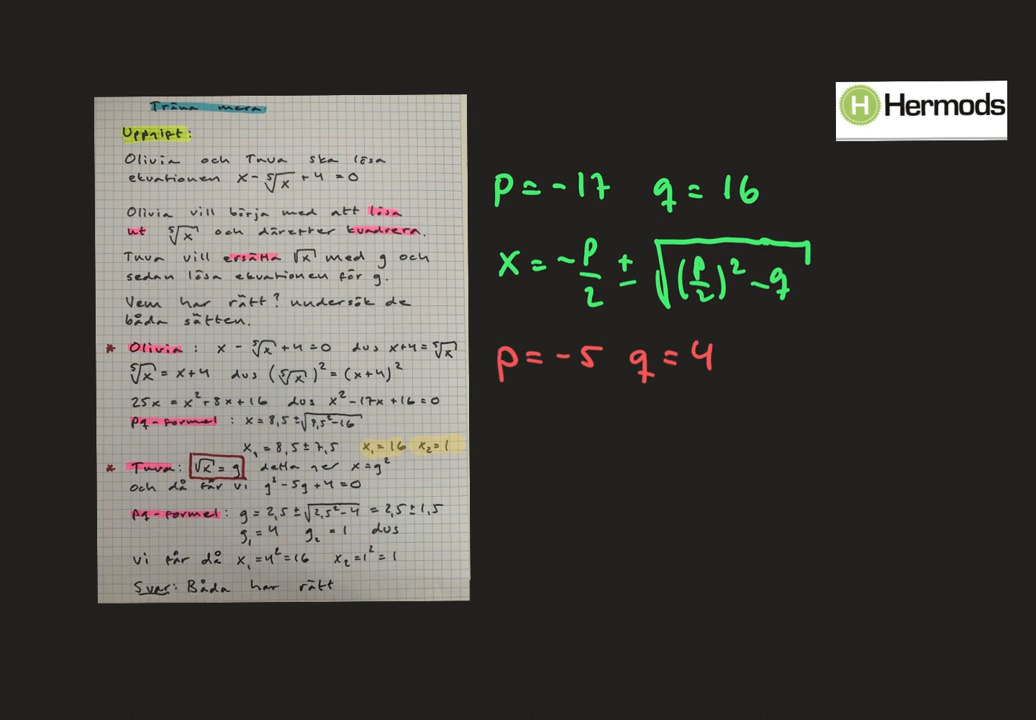 Träna mera
Uppgift:
Olivia och Tuva ska lösa
ekvationen x - 5√x + 4 = 0
Olivia vill börja med att lösa
ut 5√x och därefter kvadrera.
Tuva vill ersätta √x med g och
sedan lösa ekvationen för g.
Vem har rätt? undersök de
båda sätten.
* Olivia : x - 5√x + 4 = 0 dvs x+4 = 5√x
5√x = x+4 dvs (5√x)² = (x+4)²
25x = x² + 8x + 16 dvs x² - 17x + 16 = 0
Pq-formel : x = 8,5 ± √8,5² - 16
x₁ = 8,5 ± 7,5 x₁ = 16 x₂ = 1
* Tuva : √x = g detta ger x = g²
och då får vi g² - 5g + 4 = 0
Pq-formel : g = 2,5 ± √2,5² - 4 = 2,5 ± 1,5
g₁ = 4 g₂ = 1 dvs
vi får då x₁ = 4² = 16 x₂ = 1² = 1
Svar : Båda har rätt
H Hermods
P = -17 q = 16
x = - P/2 ± √(P/2)² - q
P = -5 q = 4